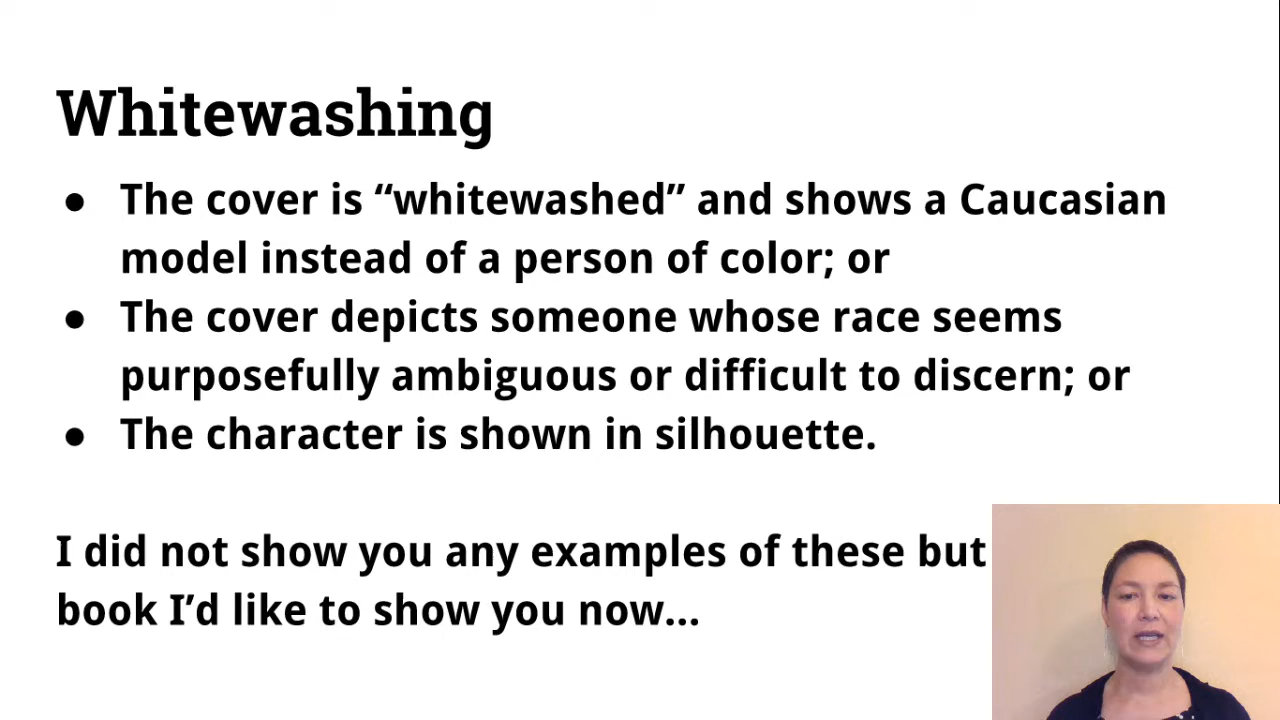 Whitewashing
● The cover is “whitewashed” and shows a Caucasian
model instead of a person of color; or
● The cover depicts someone whose race seems
purposefully ambiguous or difficult to discern; or
● The character is shown in silhouette.
I did not show you any examples of these but
book I’d like to show you now...